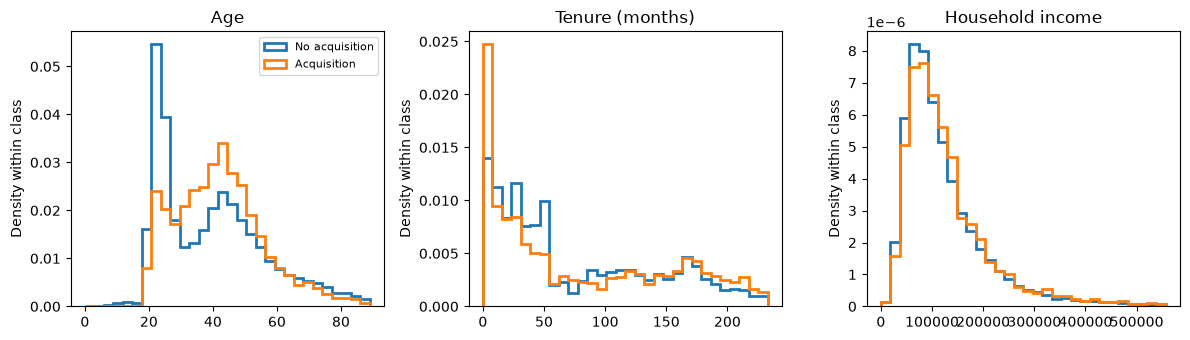 Age
Density within class
0.00
0.01
0.02
0.03
0.04
0.05
0 20 40 60 80
No acquisition
Acquisition
Tenure (months)
Density within class
0.000
0.005
0.010
0.015
0.020
0.025
0 50 100 150 200
Household income
1e−6
Density within class
0
1
2
3
4
5
6
7
8
0 100000 200000 300000 400000 500000